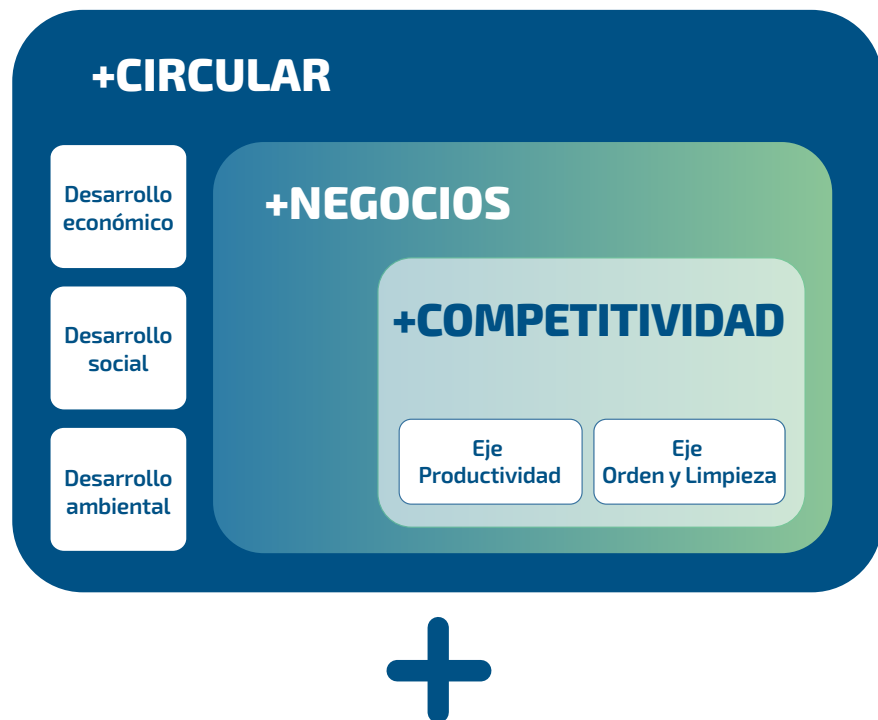 +CIRCULAR
Desarrollo
económico
Desarrollo
social
Desarrollo
ambiental
+NEGOCIOS
+COMPETITIVIDAD
Eje
Productividad
Eje
Orden y Limpieza
+